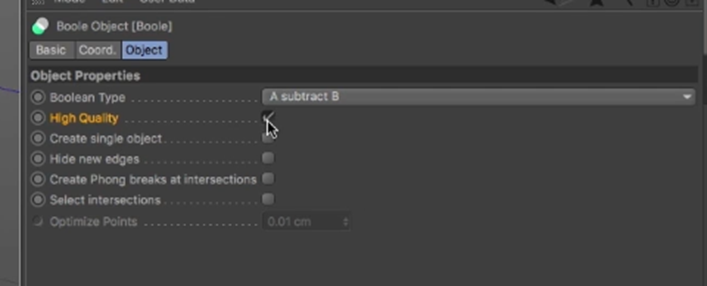 Mode Edit User Data
Boole Object [Boole]
Basic Coord. Object
Object Properties
Boolean Type A subtract B
High Quality
Create single object
Hide new edges
Create Phong breaks at intersections
Select intersections
Optimize Points 0.01 cm